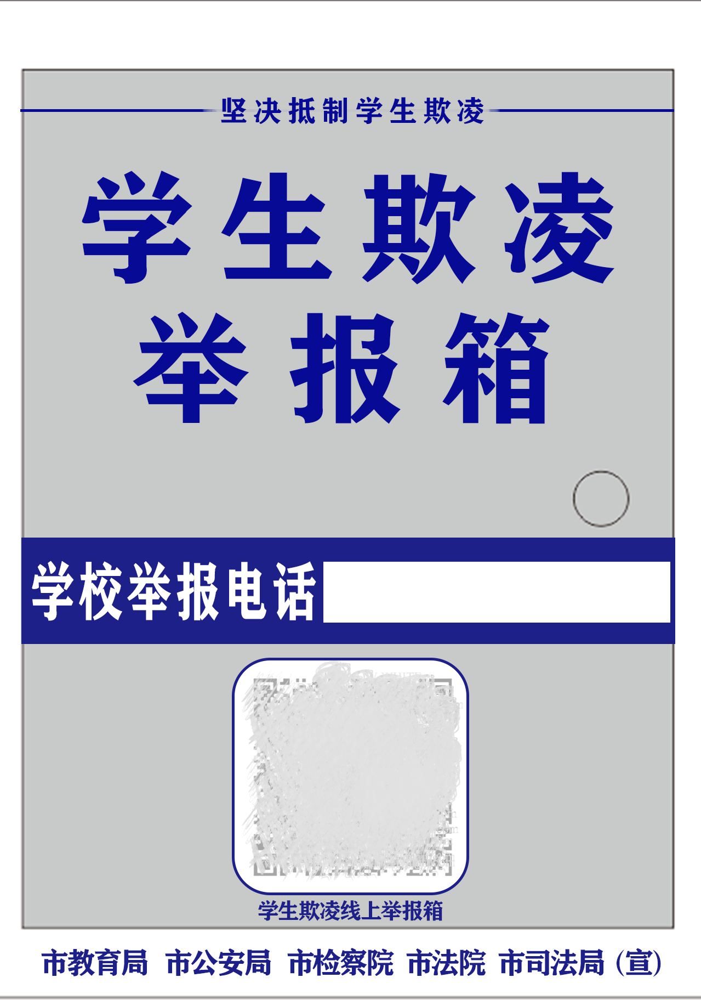 坚决抵制学生欺凌
学生欺凌
举报箱
学校举报电话
学生欺凌线上举报箱
市教育局 市公安局 市检察院 市法院 市司法局 (宣)